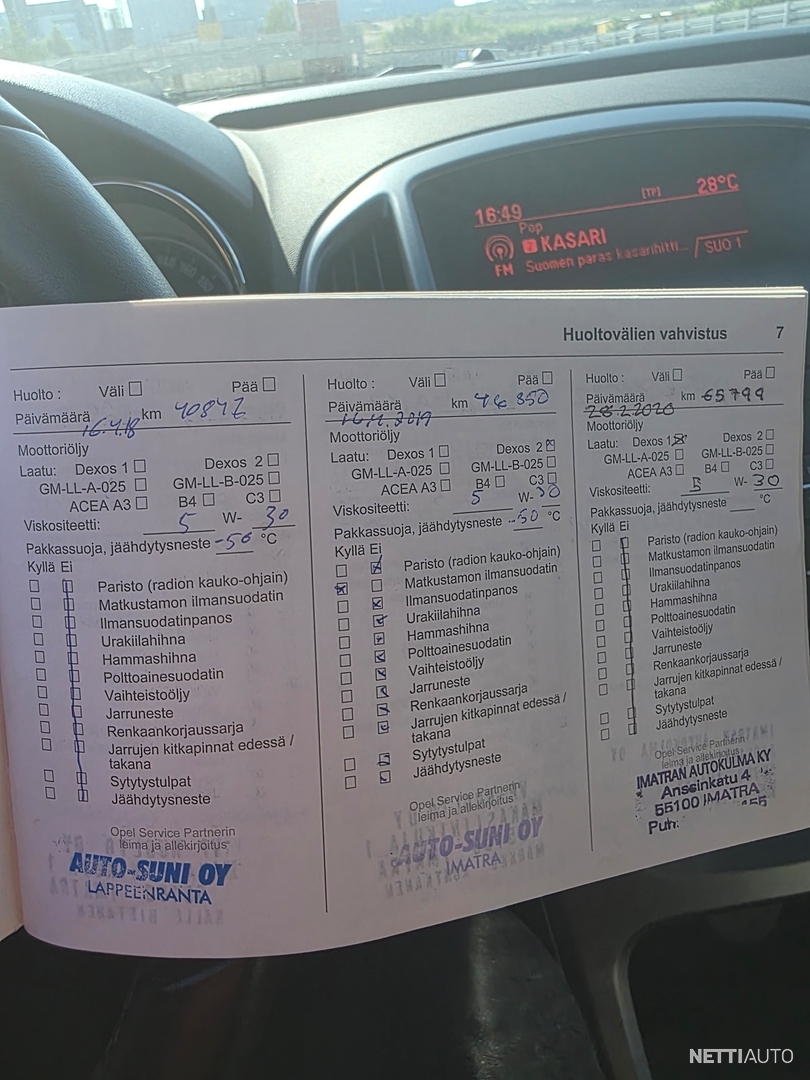 16:49 [TP] 28°C
Pop
2 KASARI
FM Suomen paras kasarihitti... SUO 1
Huoltovälien vahvistus 7
Huolto : Väli Pää
Päivämäärä 16.4.18 km 40842
Moottoriöljy
Laatu: Dexos 1 Dexos 2
GM-LL-A-025 GM-LL-B-025
ACEA A3 B4 C3
Viskositeetti: 5 W- 30
Pakkassuoja, jäähdytysneste -50 °C
Kyllä Ei
Paristo (radion kauko-ohjain)
Matkustamon ilmansuodatin
Ilmansuodatinpanos
Urakiilahihna
Hammashihna
Polttoainesuodatin
Vaihteistoöljy
Jarruneste
Renkaankorjaussarja
Jarrujen kitkapinnat edessä /
takana
Sytytystulpat
Jäähdytysneste
Opel Service Partnerin
leima ja allekirjoitus
AUTO-SUNI OY
LAPPEENRANTA
Huolto : Väli Pää
Päivämäärä km 46 850
Moottoriöljy
Laatu: Dexos 1 Dexos 2
GM-LL-A-025 GM-LL-B-025
ACEA A3 B4 C3
Viskositeetti: 5 W- 30
Pakkassuoja, jäähdytysneste -50 °C
Kyllä Ei
Paristo (radion kauko-ohjain)
Matkustamon ilmansuodatin
Ilmansuodatinpanos
Urakiilahihna
Hammashihna
Polttoainesuodatin
Vaihteistoöljy
Jarruneste
Renkaankorjaussarja
Jarrujen kitkapinnat edessä /
takana
Sytytystulpat
Jäähdytysneste
Opel Service Partnerin
leima ja allekirjoitus
AUTO-SUNI OY
IMATRA
Huolto : Väli Pää
Päivämäärä 28.2.2020 km 65799
Moottoriöljy
Laatu: Dexos 1 Dexos 2
GM-LL-A-025 GM-LL-B-025
ACEA A3 B4 C3
Viskositeetti: 5 W- 30
Pakkassuoja, jäähdytysneste °C
Kyllä Ei
Paristo (radion kauko-ohjain)
Matkustamon ilmansuodatin
Ilmansuodatinpanos
Urakiilahihna
Hammashihna
Polttoainesuodatin
Vaihteistoöljy
Jarruneste
Renkaankorjaussarja
Jarrujen kitkapinnat edessä /
takana
Sytytystulpat
Jäähdytysneste
Opel Service Partnerin
leima ja allekirjoitus
IMATRAN AUTOKULMA KY
Anssinkatu 4
55100 IMATRA
Puh:
NETTIAUTO